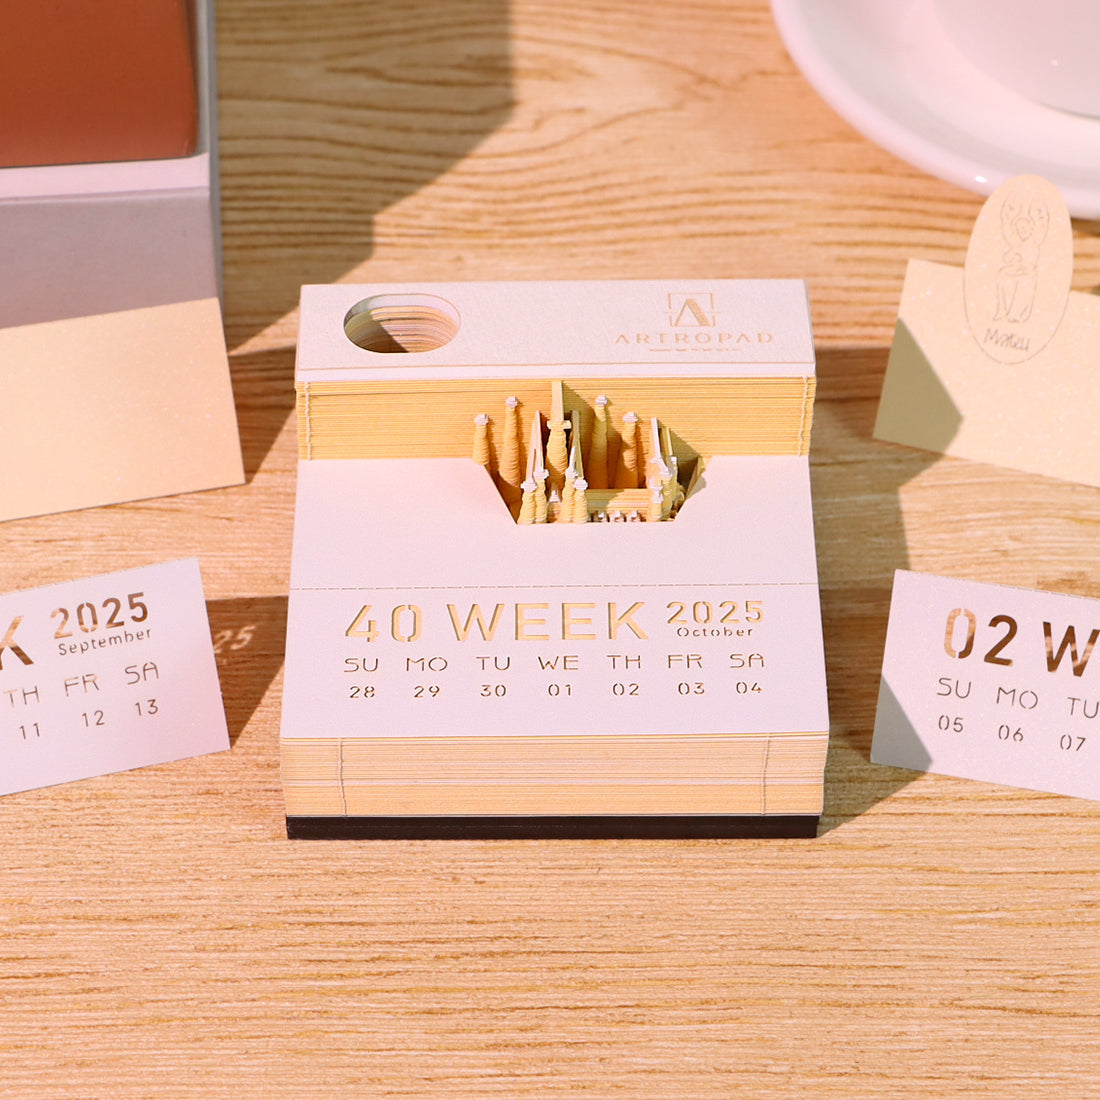 ARTROPAD
40 WEEK 2025
October
SU MO TU WE TH FR SA
28 29 30 01 02 03 04
K 2025
September
TH FR SA
11 12 13
25
02 W
SU MO TU
05 06 07